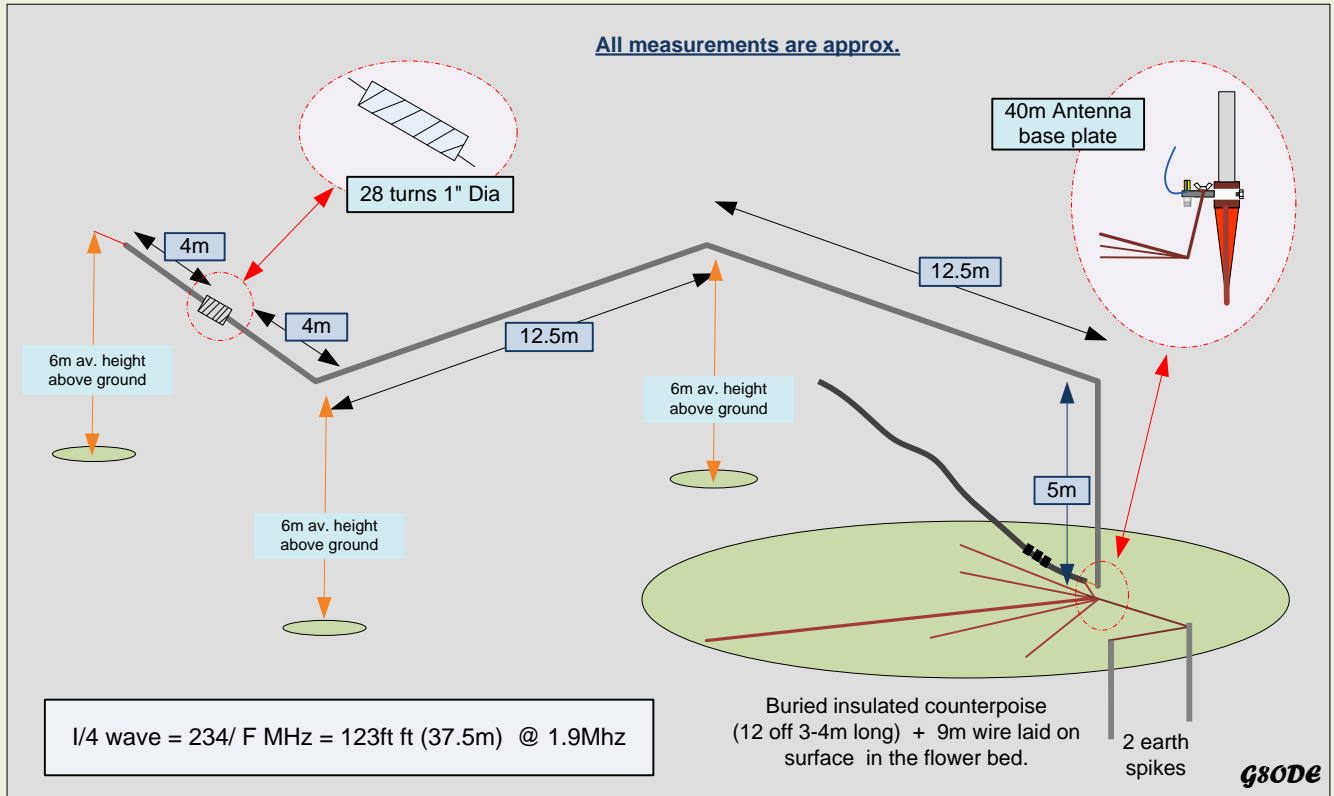 All measurements are approx.
40m Antenna
base plate
28 turns 1" Dia
4m
4m
12.5m
12.5m
6m av. height
above ground
6m av. height
above ground
6m av. height
above ground
5m
I/4 wave = 234/ F MHz = 123ft ft (37.5m) @ 1.9Mhz
Buried insulated counterpoise
(12 off 3-4m long) + 9m wire laid on
surface in the flower bed.
2 earth
spikes
G8ODE